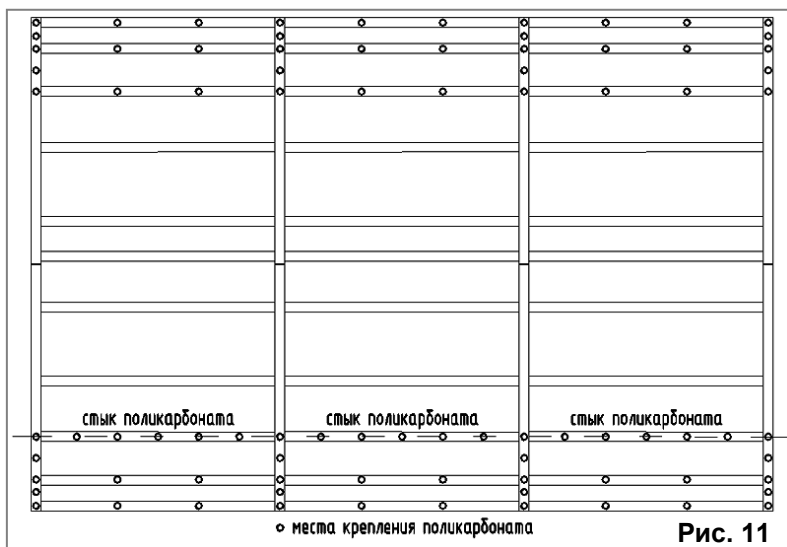 стык поликарбоната стык поликарбоната стык поликарбоната
места крепления поликарбоната
Рис. 11